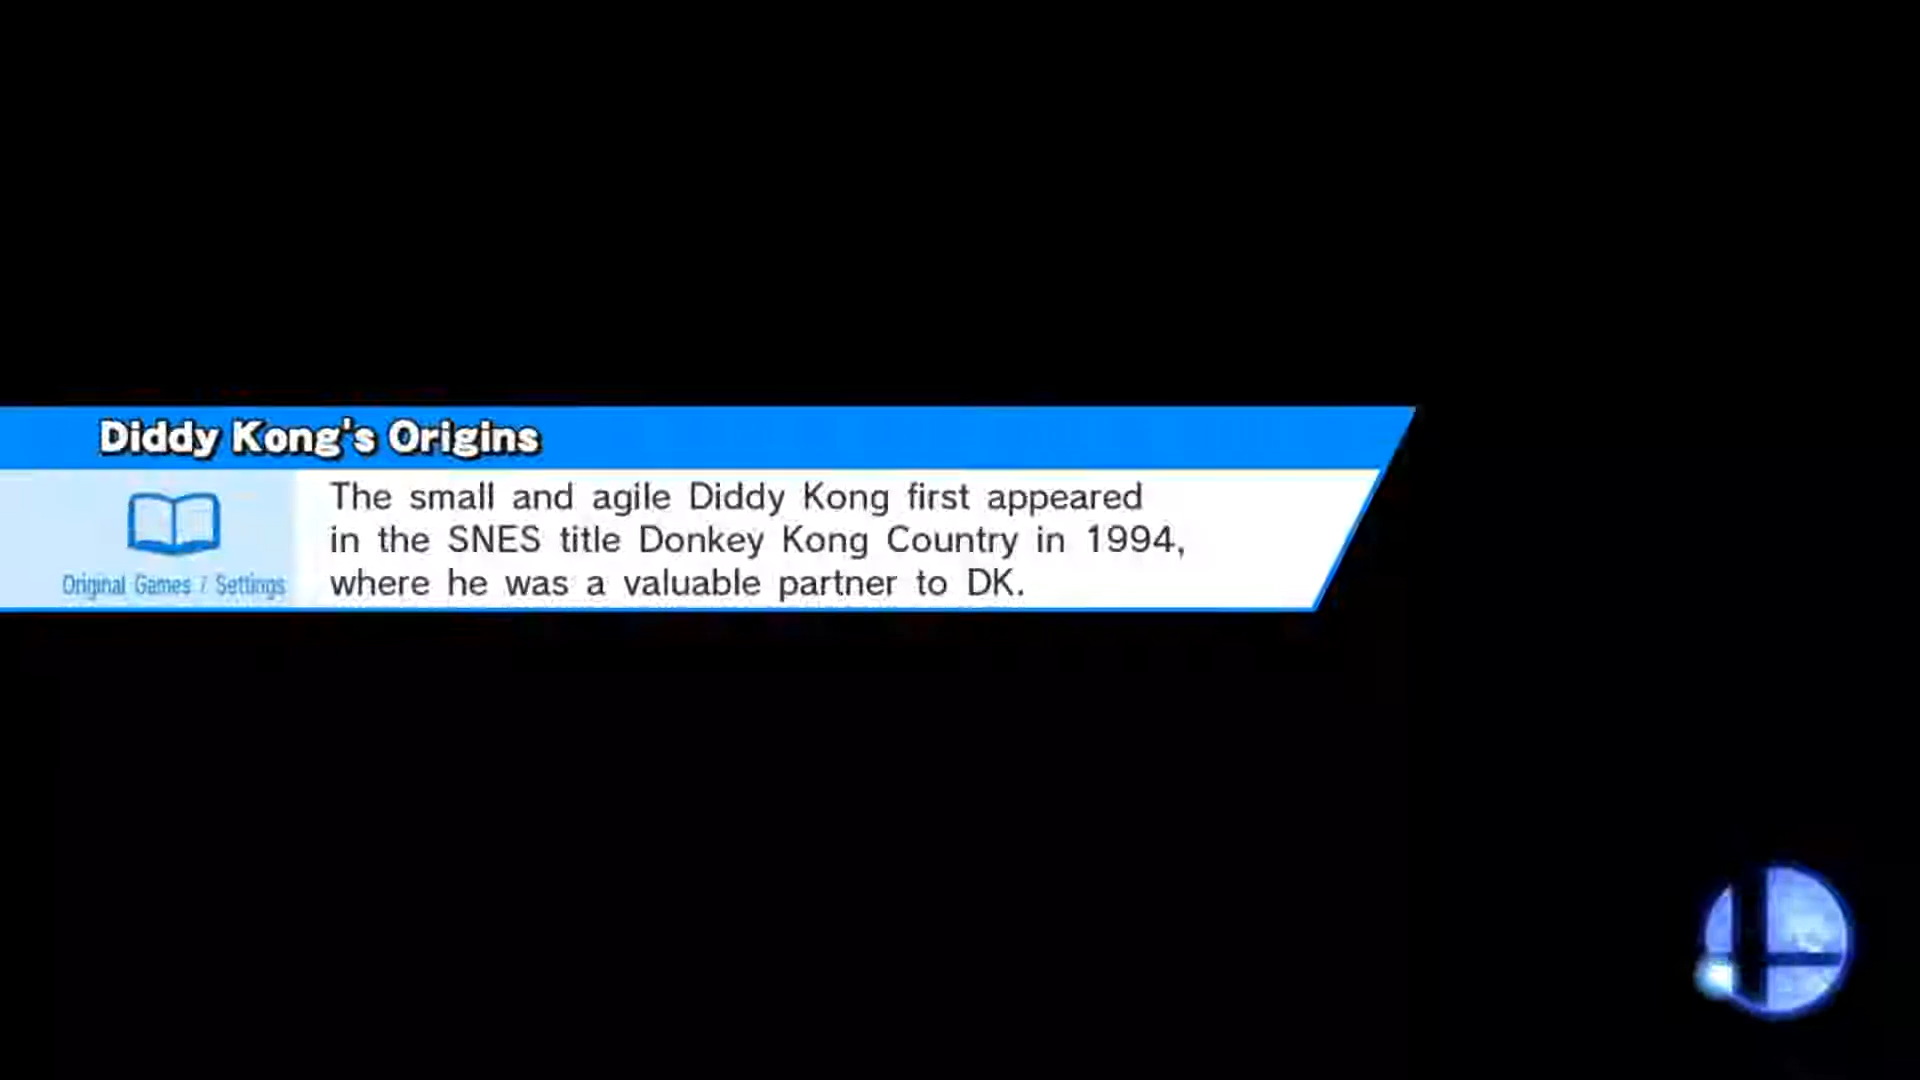 Diddy Kong's Origins
The small and agile Diddy Kong first appeared
in the SNES title Donkey Kong Country in 1994,
where he was a valuable partner to DK.
Original Games / Settings